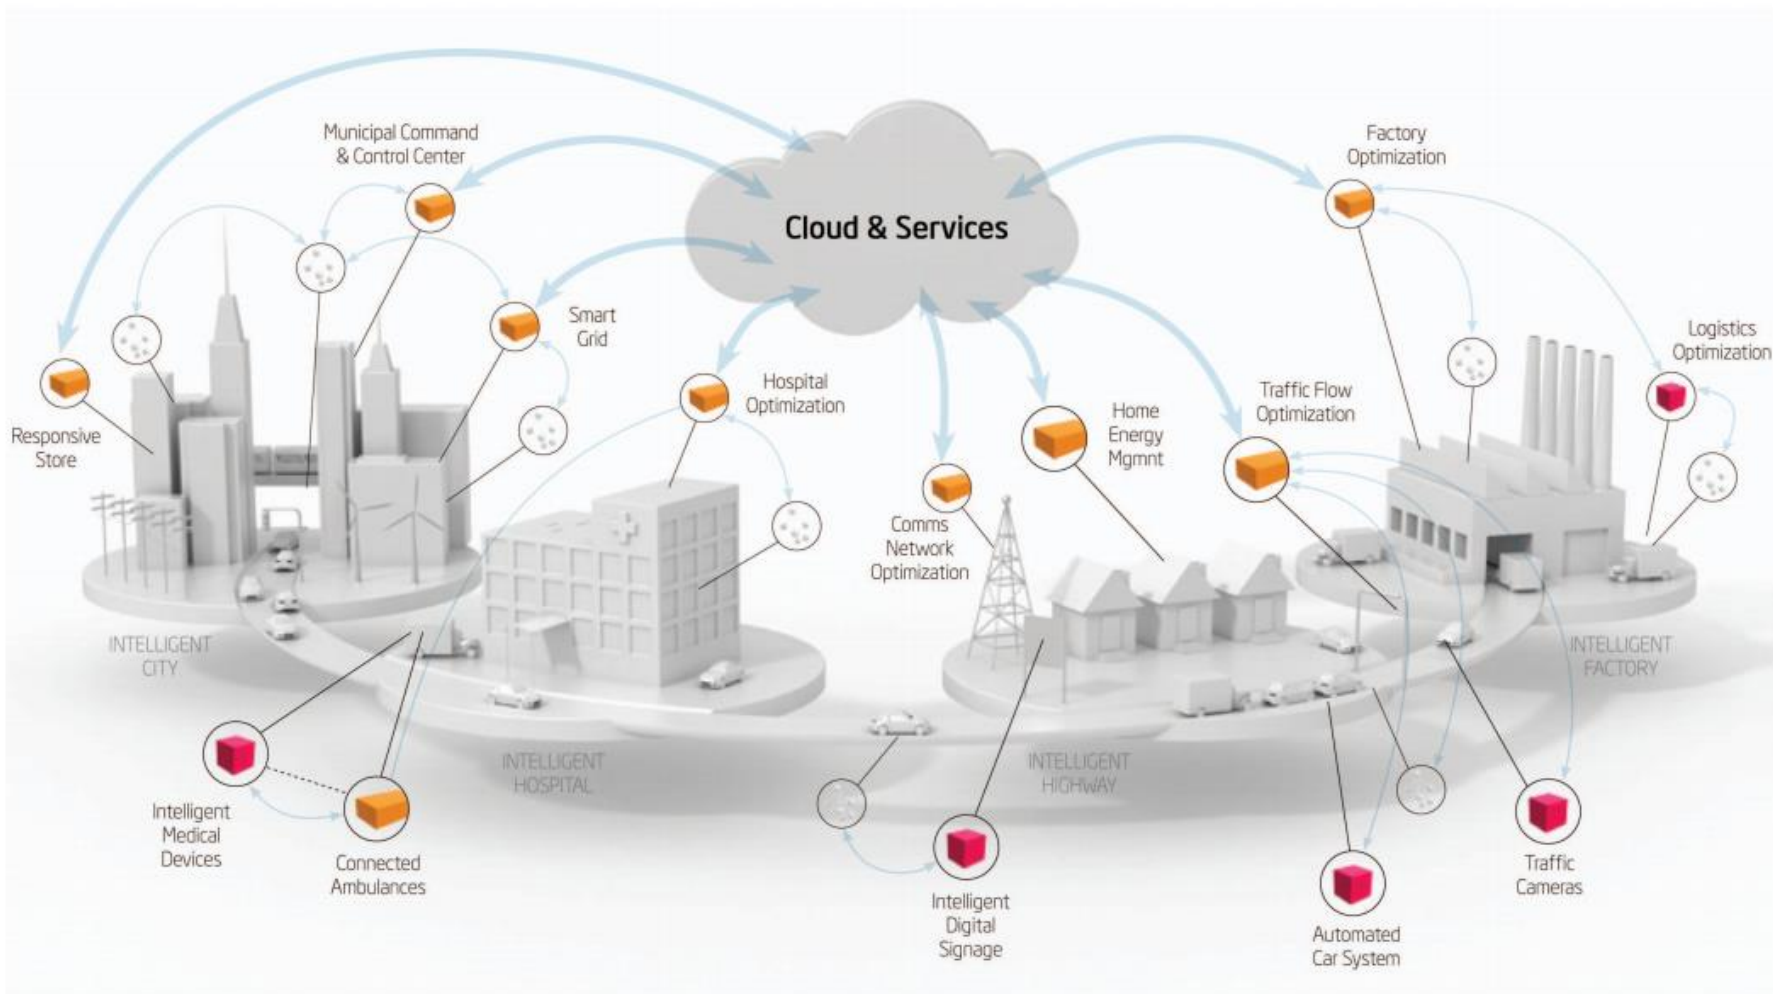 Municipal Command
& Control Center
Cloud & Services
Factory
Optimization
Smart
Grid
Logistics
Optimization
Responsive
Store
Hospital
Optimization
Home
Energy
Mgmnt
Traffic Flow
Optimization
Comms
Network
Optimization
INTELLIGENT
CITY
INTELLIGENT
FACTORY
INTELLIGENT
HOSPITAL
INTELLIGENT
HIGHWAY
Intelligent
Medical
Devices
Connected
Ambulances
Intelligent
Digital
Signage
Automated
Car System
Traffic
Cameras